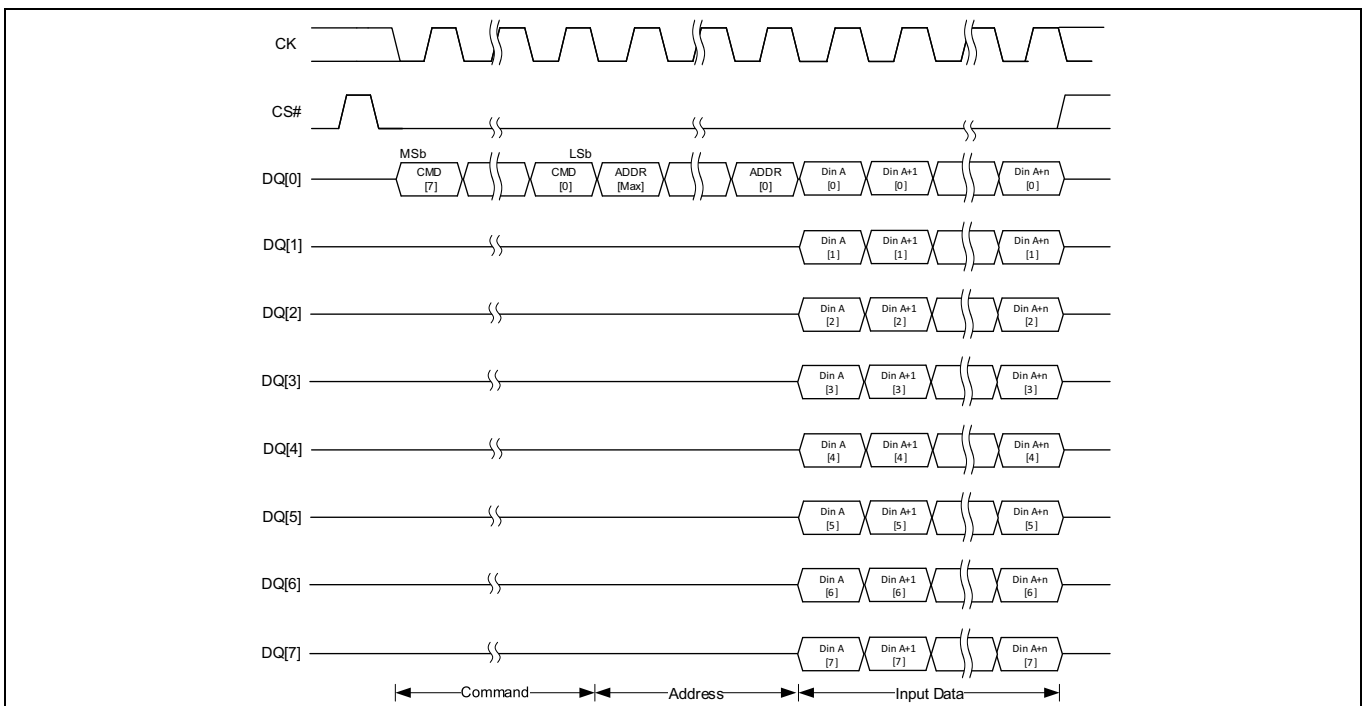 CK
CS#
MSb LSb
DQ[0] CMD CMD ADDR ADDR Din A Din A+1 Din A+n
[7] [0] [Max] [0] [0] [0] [0]
DQ[1] Din A Din A+1 Din A+n
[1] [1] [1]
DQ[2] Din A Din A+1 Din A+n
[2] [2] [2]
DQ[3] Din A Din A+1 Din A+n
[3] [3] [3]
DQ[4] Din A Din A+1 Din A+n
[4] [4] [4]
DQ[5] Din A Din A+1 Din A+n
[5] [5] [5]
DQ[6] Din A Din A+1 Din A+n
[6] [6] [6]
DQ[7] Din A Din A+1 Din A+n
[7] [7] [7]
Command Address Input Data